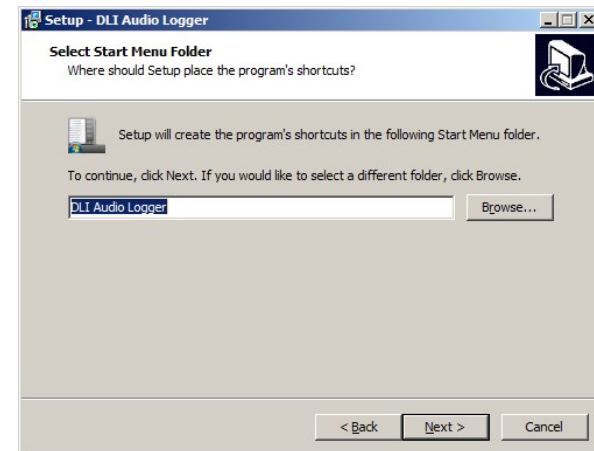 Setup - DLI Audio Logger
Select Start Menu Folder
Where should Setup place the program's shortcuts?
Setup will create the program's shortcuts in the following Start Menu folder.
To continue, click Next. If you would like to select a different folder, click Browse.
DLI Audio Logger
Browse...
< Back
Next >
Cancel